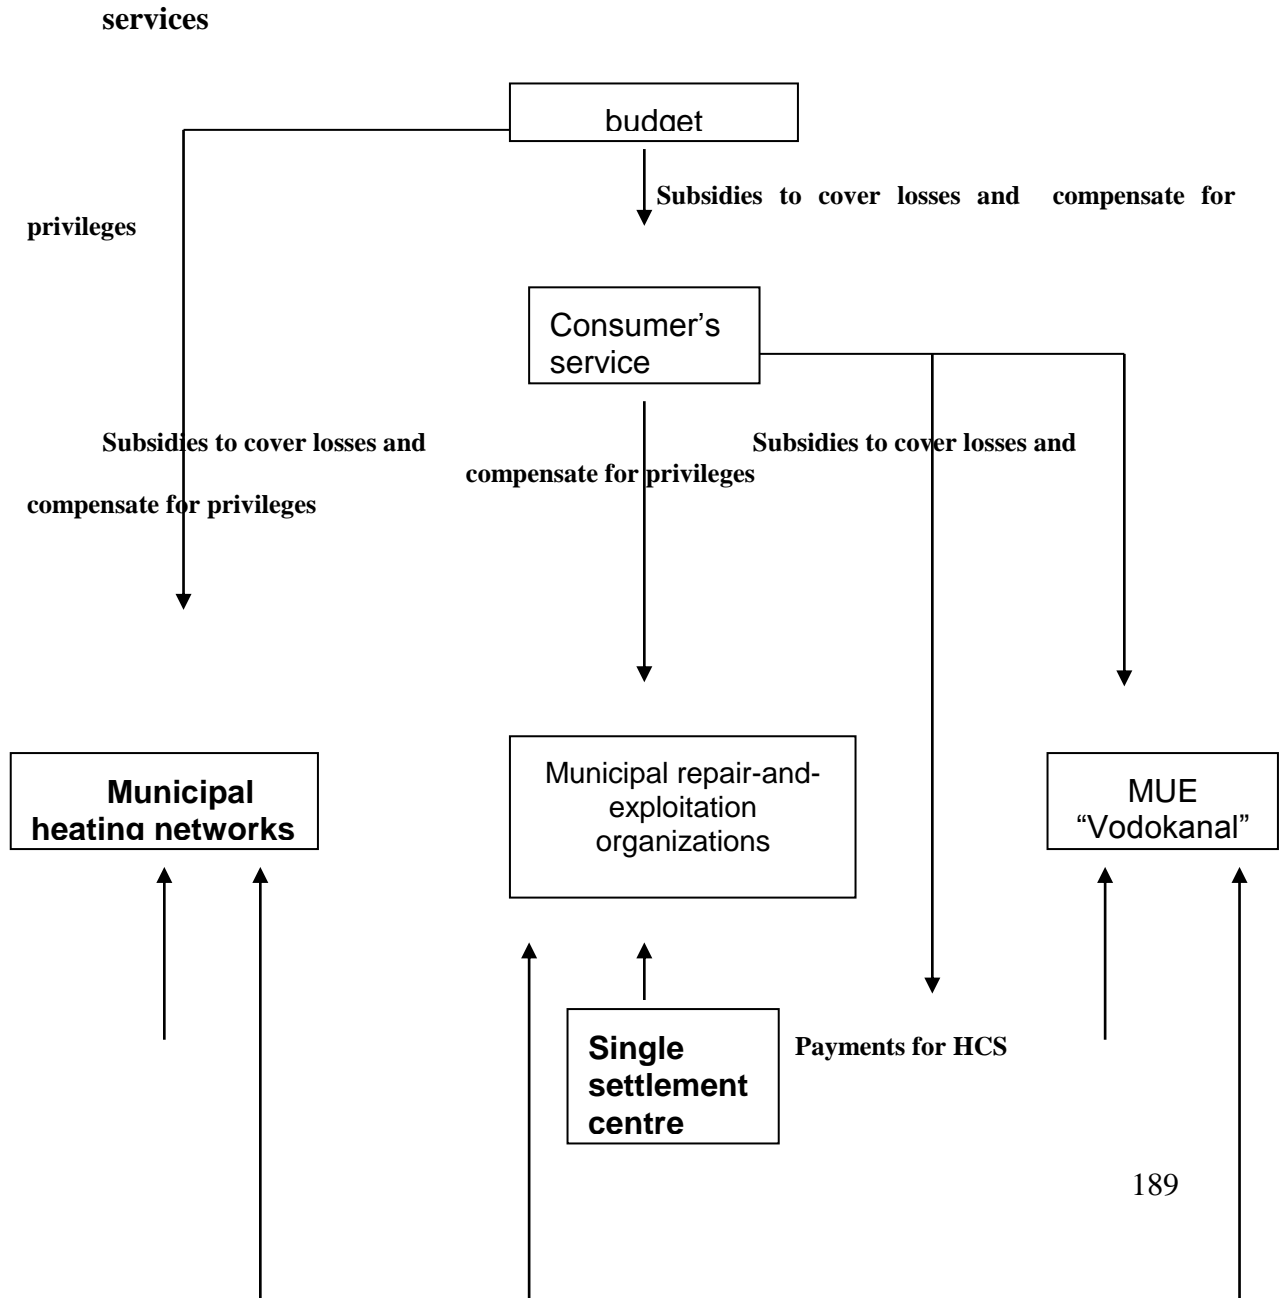 services
budget
Subsidies to cover losses and compensate for
privileges
Consumer's
service
Subsidies to cover losses and
compensate for privileges
Subsidies to cover losses and
compensate for privileges
Municipal
heating networks
Municipal repair-and-
exploitation
organizations
MUE
“Vodokanal”
Single
settlement
centre
Payments for HCS
189